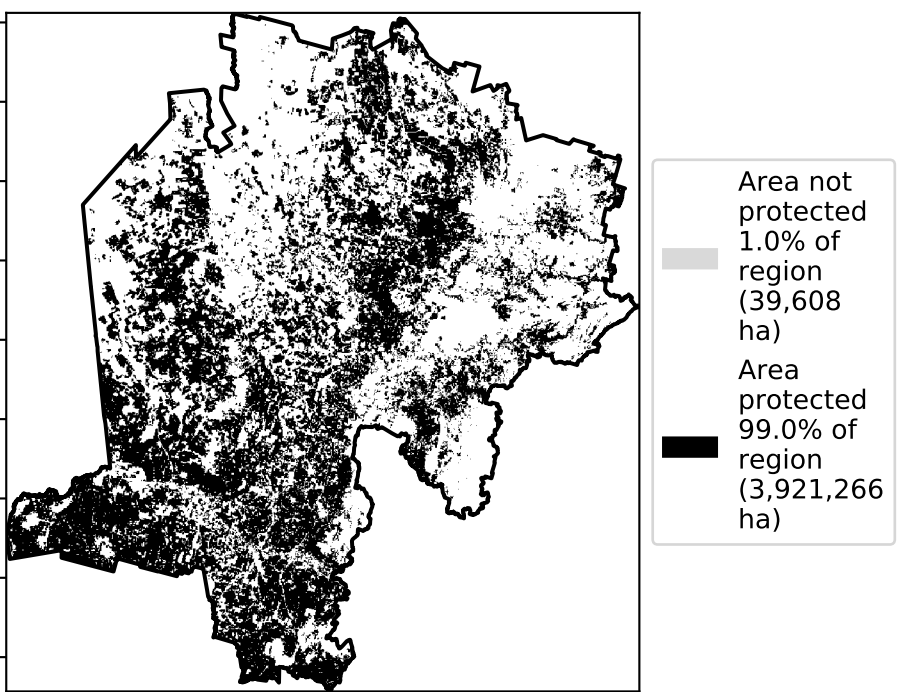 Area not
protected
1.0% of
region
(39,608
ha)
Area
protected
99.0% of
region
(3,921,266
ha)